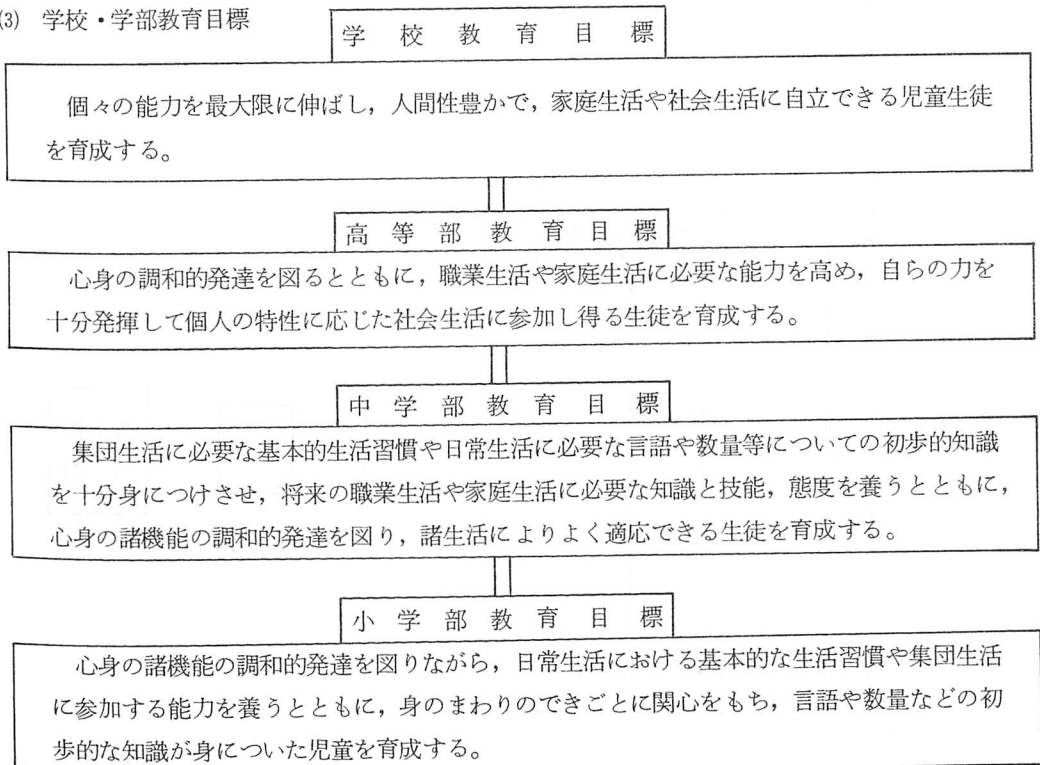 (3) 学校・学部教育目標
学校教育目標
個々の能力を最大限に伸ばし，人間性豊かで，家庭生活や社会生活に自立できる児童生徒
を育成する。
高等部教育目標
心身の調和的発達を図るとともに，職業生活や家庭生活に必要な能力を高め，自らの力を
十分発揮して個人の特性に応じた社会生活に参加し得る生徒を育成する。
中学部教育目標
集団生活に必要な基本的生活習慣や日常生活に必要な言語や数量等についての初歩的知識
を十分身につけさせ，将来の職業生活や家庭生活に必要な知識と技能，態度を養うとともに，
心身の諸機能の調和的発達を図り，諸生活によりよく適応できる生徒を育成する。
小学部教育目標
心身の諸機能の調和的発達を図りながら，日常生活における基本的な生活習慣や集団生活
に参加する能力を養うとともに，身のまわりのできごとに関心をもち，言語や数量などの初
歩的な知識が身についた児童を育成する。